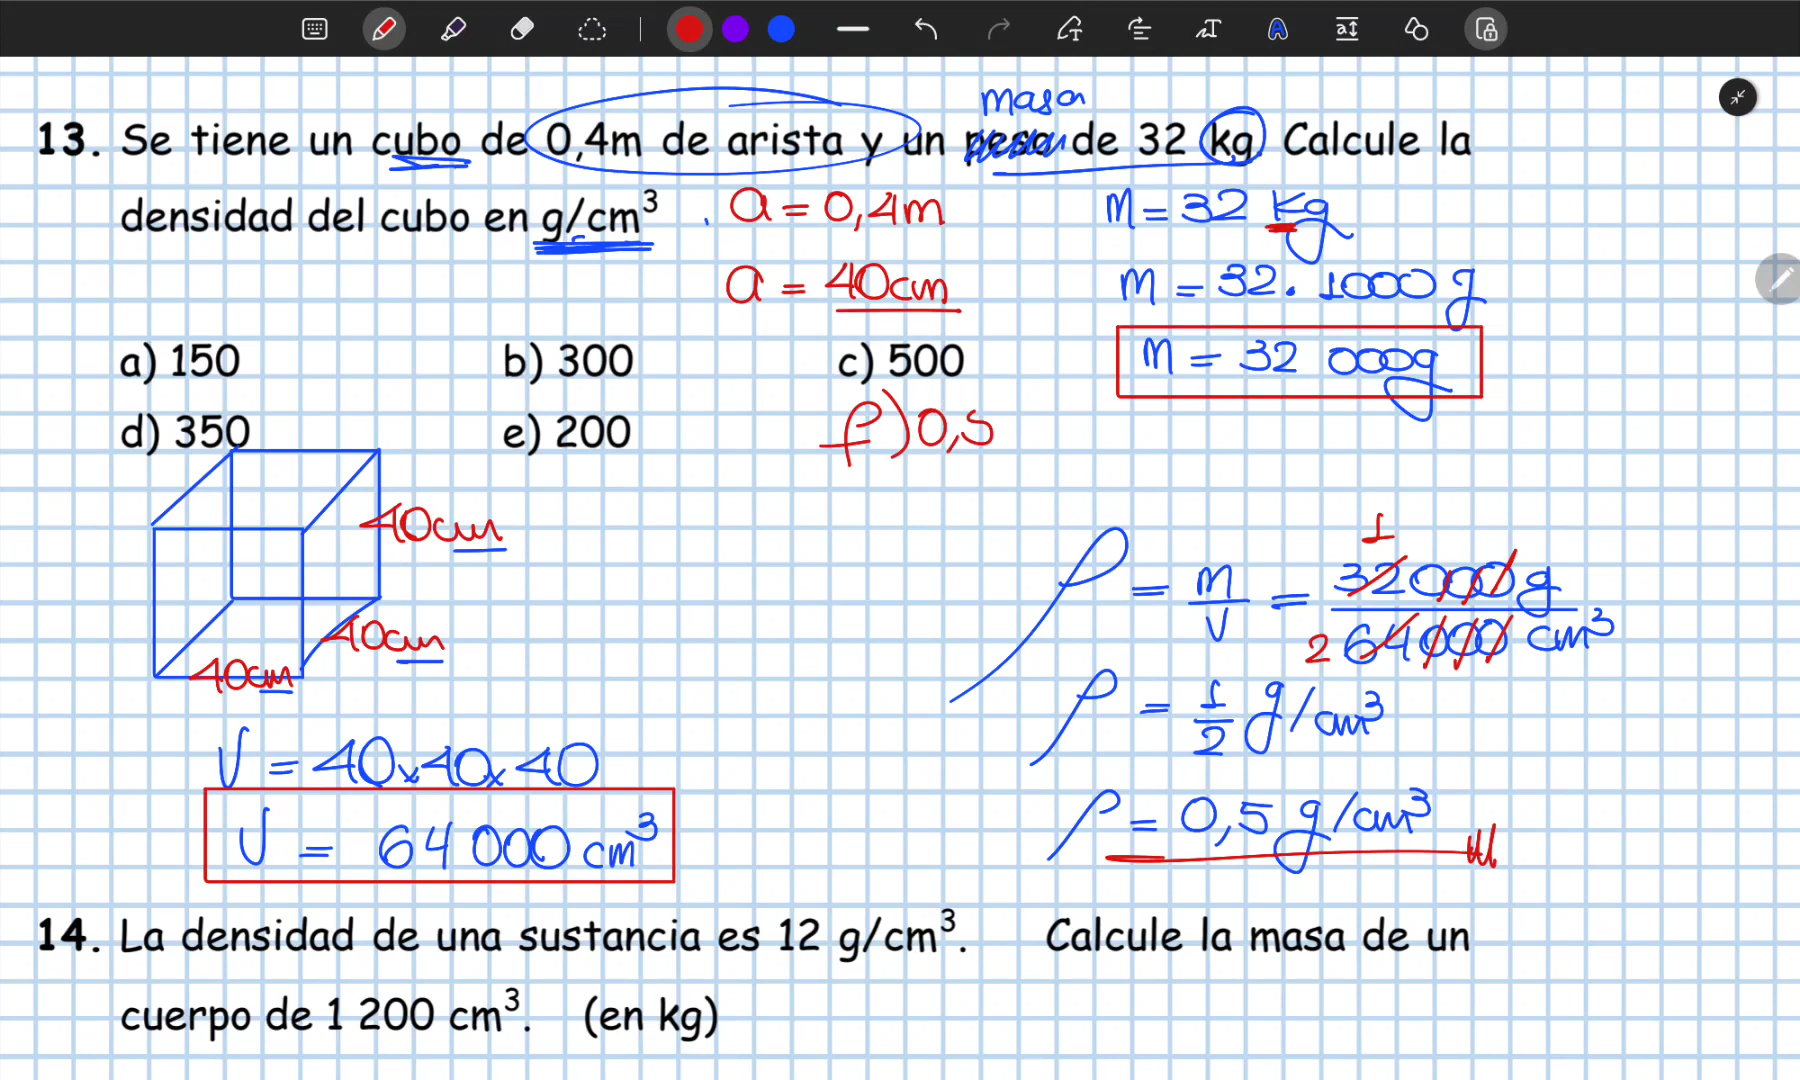 masa
13. Se tiene un cubo de 0,4m de arista y un peso de 32 kg. Calcule la
densidad del cubo en g/cm³
a = 0,4m
m = 32 kg
a = 40cm
m = 32 . 1000 g
m = 32 000g
a) 150 b) 300 c) 500
d) 350 e) 200 f) 0,5
40cm
40cm
40cm
V = 40x40x40
V = 64 000 cm³
1
ρ = m/V = 32000 g / 64000 cm³
2
ρ = 1/2 g/cm³
ρ = 0,5 g/cm³
14. La densidad de una sustancia es 12 g/cm³. Calcule la masa de un
cuerpo de 1 200 cm³. (en kg)